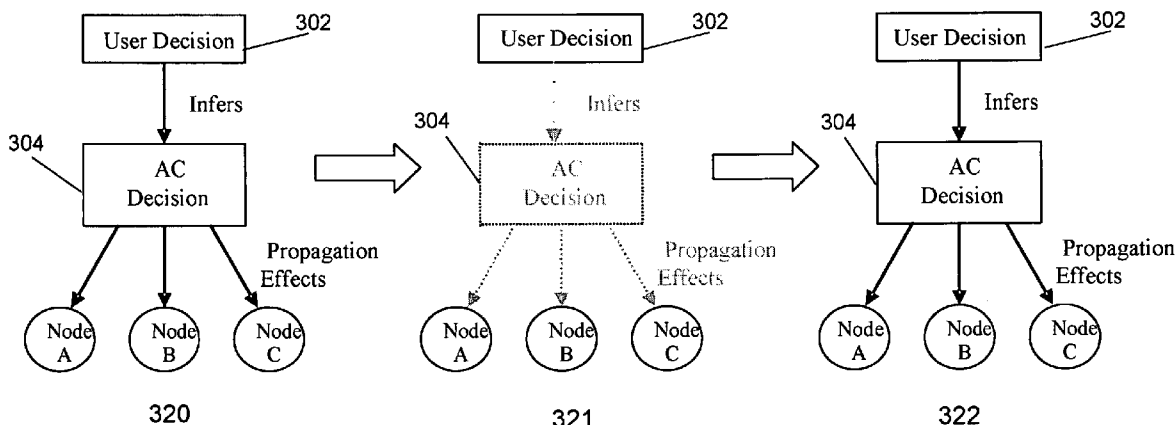 User Decision
302
Infers
304
AC
Decision
Propagation
Effects
Node
A
Node
B
Node
C
320
User Decision
302
Infers
304
AC
Decision
Propagation
Effects
Node
A
Node
B
Node
C
321
User Decision
302
Infers
304
AC
Decision
Propagation
Effects
Node
A
Node
B
Node
C
322